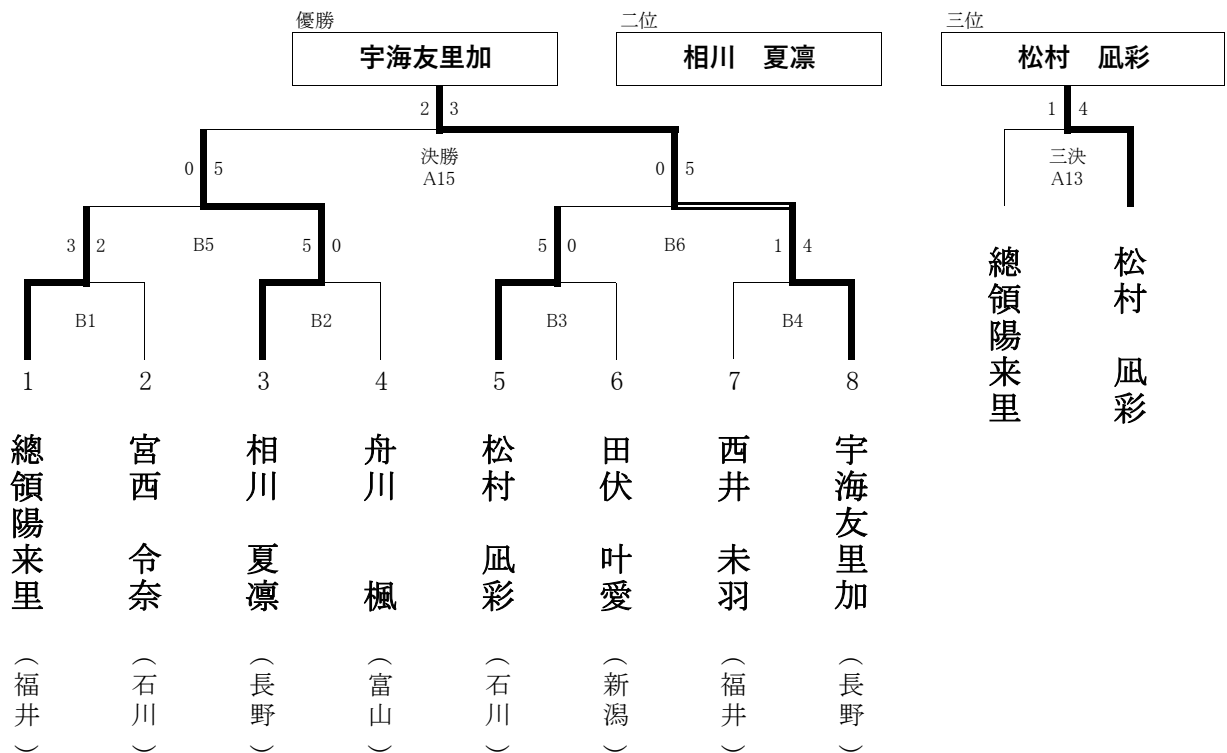 優勝
二位
三位
宇海友里加
相川　夏凛
松村　凪彩
2 3
1 4
決勝
A15
三決
A13
0 5
0 5
3 2
B5
5 0
5 0
B6
1 4
B1
B2
B3
B4
總領陽来里
松村　凪彩
1
2
3
4
5
6
7
8
總領陽来里
宮西　令奈
相川　夏凛
舟川　　楓
松村　凪彩
田伏　叶愛
西井　未羽
宇海友里加
（福井）
（石川）
（長野）
（富山）
（石川）
（新潟）
（福井）
（長野）